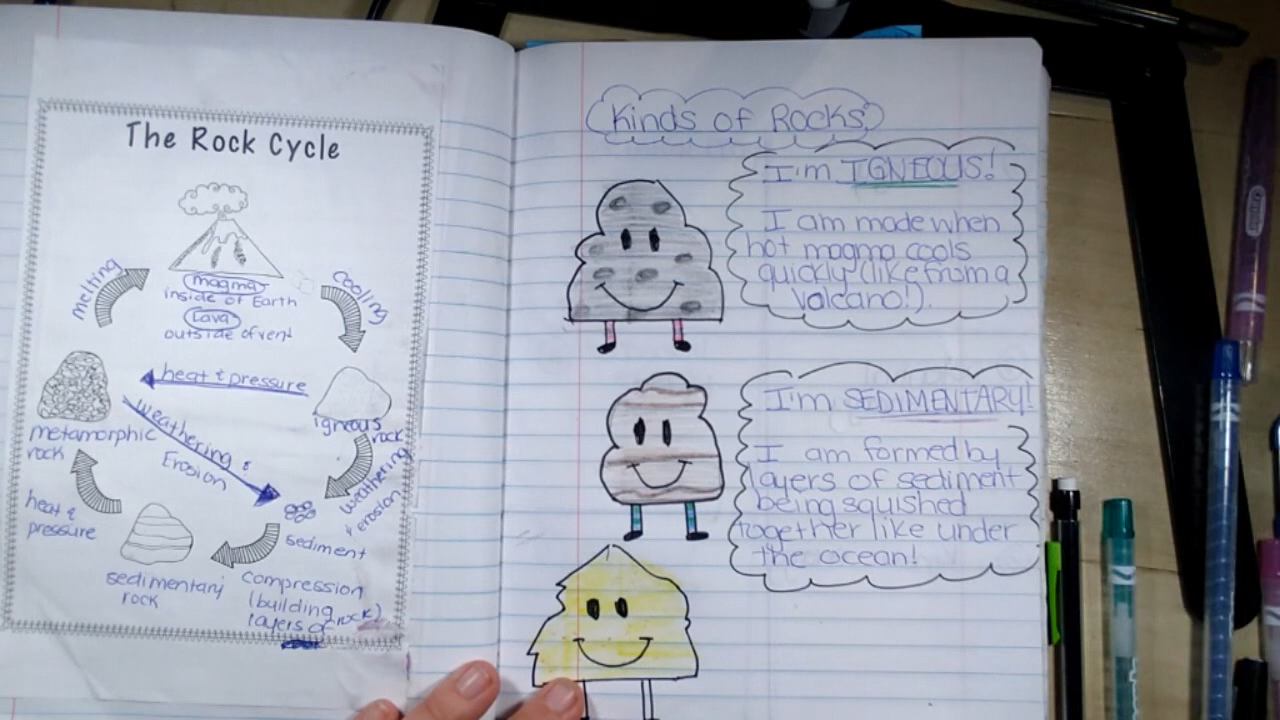 The Rock Cycle
melting
cooling
magma
inside of Earth
Lava
outside of vent
heat & pressure
igneous
rock
metamorphic
rock
Weathering &
Erosion
weathering
& erosion
heat &
pressure
sediment
sedimentary
rock
compression
(building
layers of rock)
Kinds of Rocks
I'm IGNEOUS!
I am made when
hot magma cools
quickly (like from a
volcano!).
I'm SEDIMENTARY!
I am formed by
layers of sediment
being squished
together like under
the ocean!